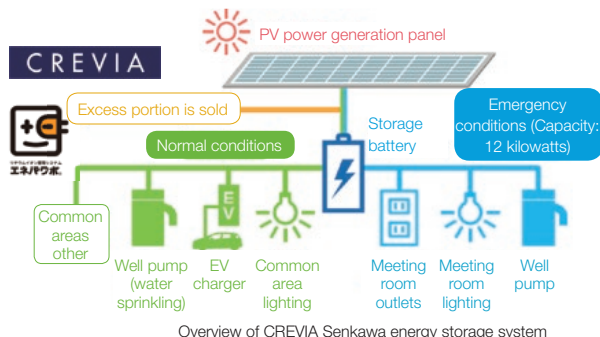 PV power generation panel
CREVIA
Excess portion is sold
Emergency
conditions (Capacity:
12 kilowatts)
Storage
battery
Normal conditions
エネパワボ®
EV
Common
areas
other
Well pump
(water
sprinkling)
EV
charger
Common
area
lighting
Meeting
room
outlets
Meeting
room
lighting
Well
pump
Overview of CREVIA Senkawa energy storage system